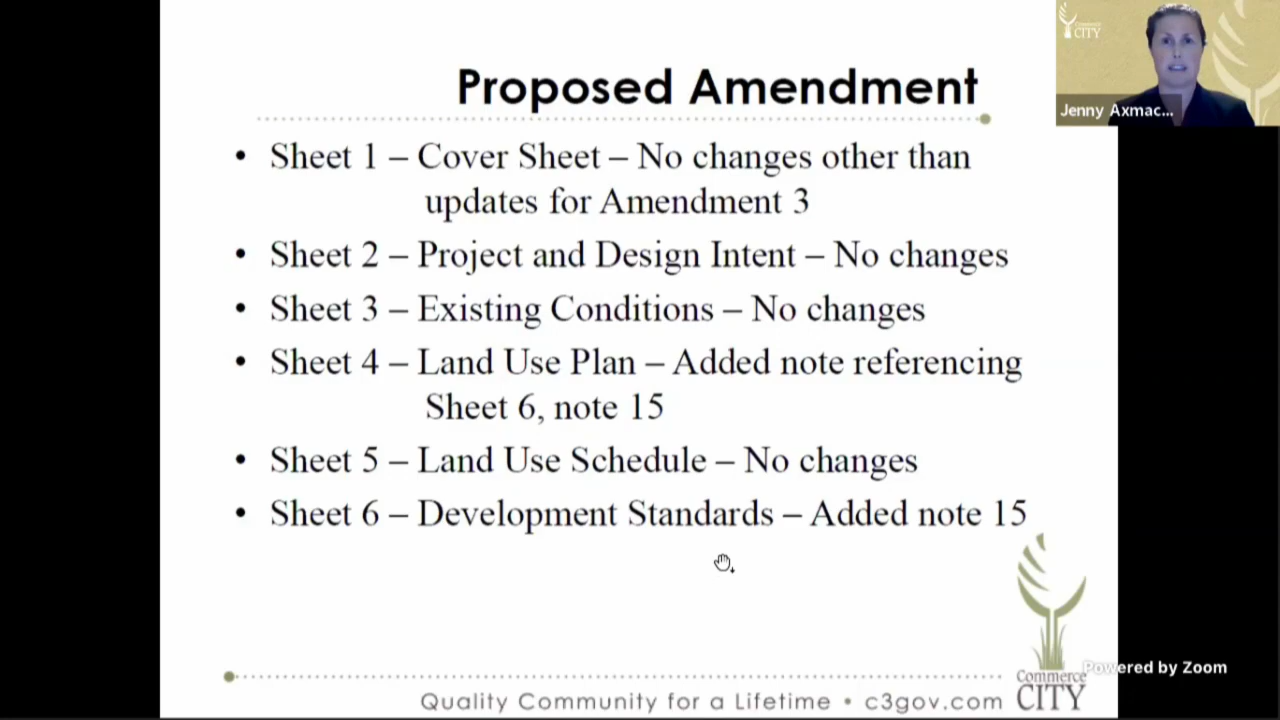 Proposed Amendment
• Sheet 1 – Cover Sheet – No changes other than
updates for Amendment 3
• Sheet 2 – Project and Design Intent – No changes
• Sheet 3 – Existing Conditions – No changes
• Sheet 4 – Land Use Plan – Added note referencing
Sheet 6, note 15
• Sheet 5 – Land Use Schedule – No changes
• Sheet 6 – Development Standards – Added note 15
Quality Community for a Lifetime • c3gov.com
Commerce
CITY
Powered by Zoom
Commerce
CITY
Jenny Axmac...